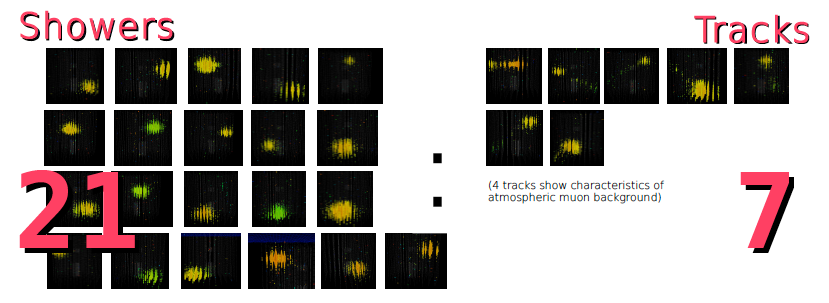 Showers
Tracks
21
:
7
(4 tracks show characteristics of
atmospheric muon background)